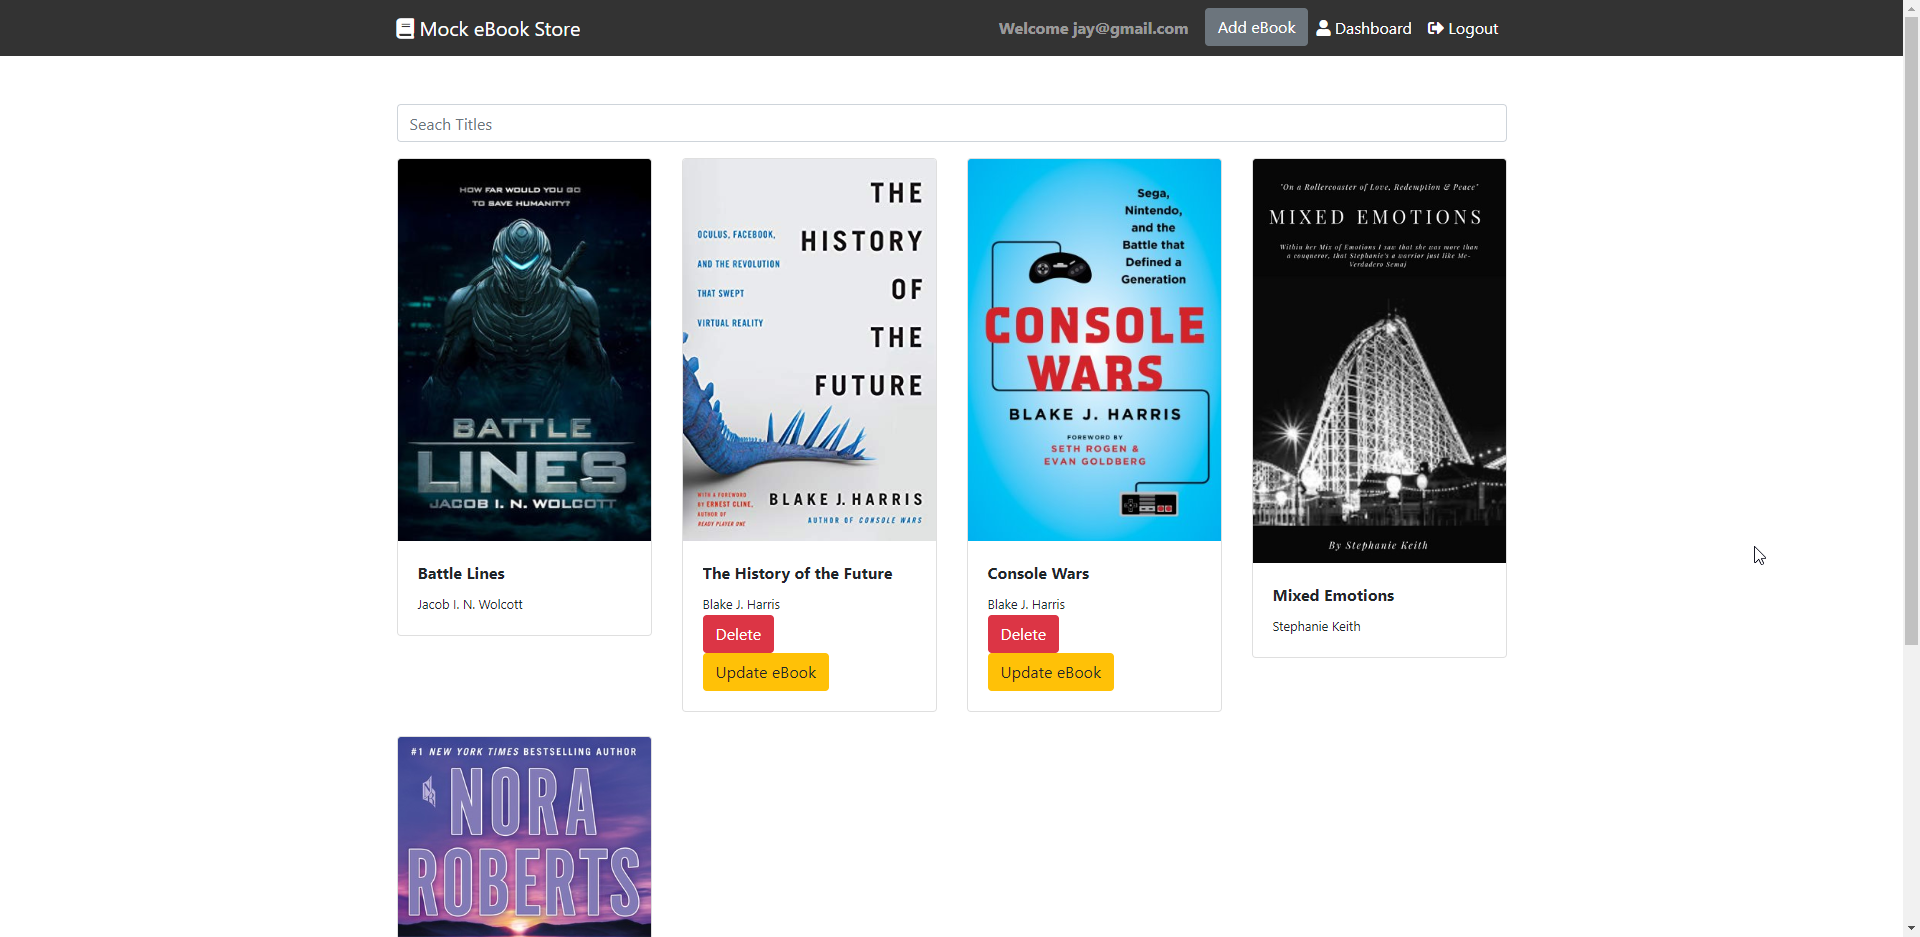 Mock eBook Store
Welcome jay@gmail.com
Add eBook
Dashboard
Logout
Seach Titles
HOW FAR WOULD YOU GO
TO SAVE HUMANITY?
BATTLE
LINES
JACOB I. N. WOLCOTT
Battle Lines
Jacob I. N. Wolcott
THE
HISTORY
OF
THE
FUTURE
OCULUS, FACEBOOK,
AND THE REVOLUTION
THAT SWEPT
VIRTUAL REALITY
WITH A FOREWORD
BY ERNEST CLINE,
AUTHOR OF
READY PLAYER ONE
BLAKE J. HARRIS
AUTHOR OF CONSOLE WARS
The History of the Future
Blake J. Harris
Delete
Update eBook
Sega,
Nintendo,
and the
Battle that
Defined a
Generation
CONSOLE
WARS
BLAKE J. HARRIS
FOREWORD BY
SETH ROGEN &
EVAN GOLDBERG
Console Wars
Blake J. Harris
Delete
Update eBook
"On a Rollercoaster of Love, Redemption & Peace"
MIXED EMOTIONS
Within her Mix of Emotions I saw that she was more than
a conqueror, that Stephanie's a warrior just like Me-
Verdadero Semaj
By Stephanie Keith
Mixed Emotions
Stephanie Keith
#1 NEW YORK TIMES BESTSELLING AUTHOR
NORA
ROBERTS